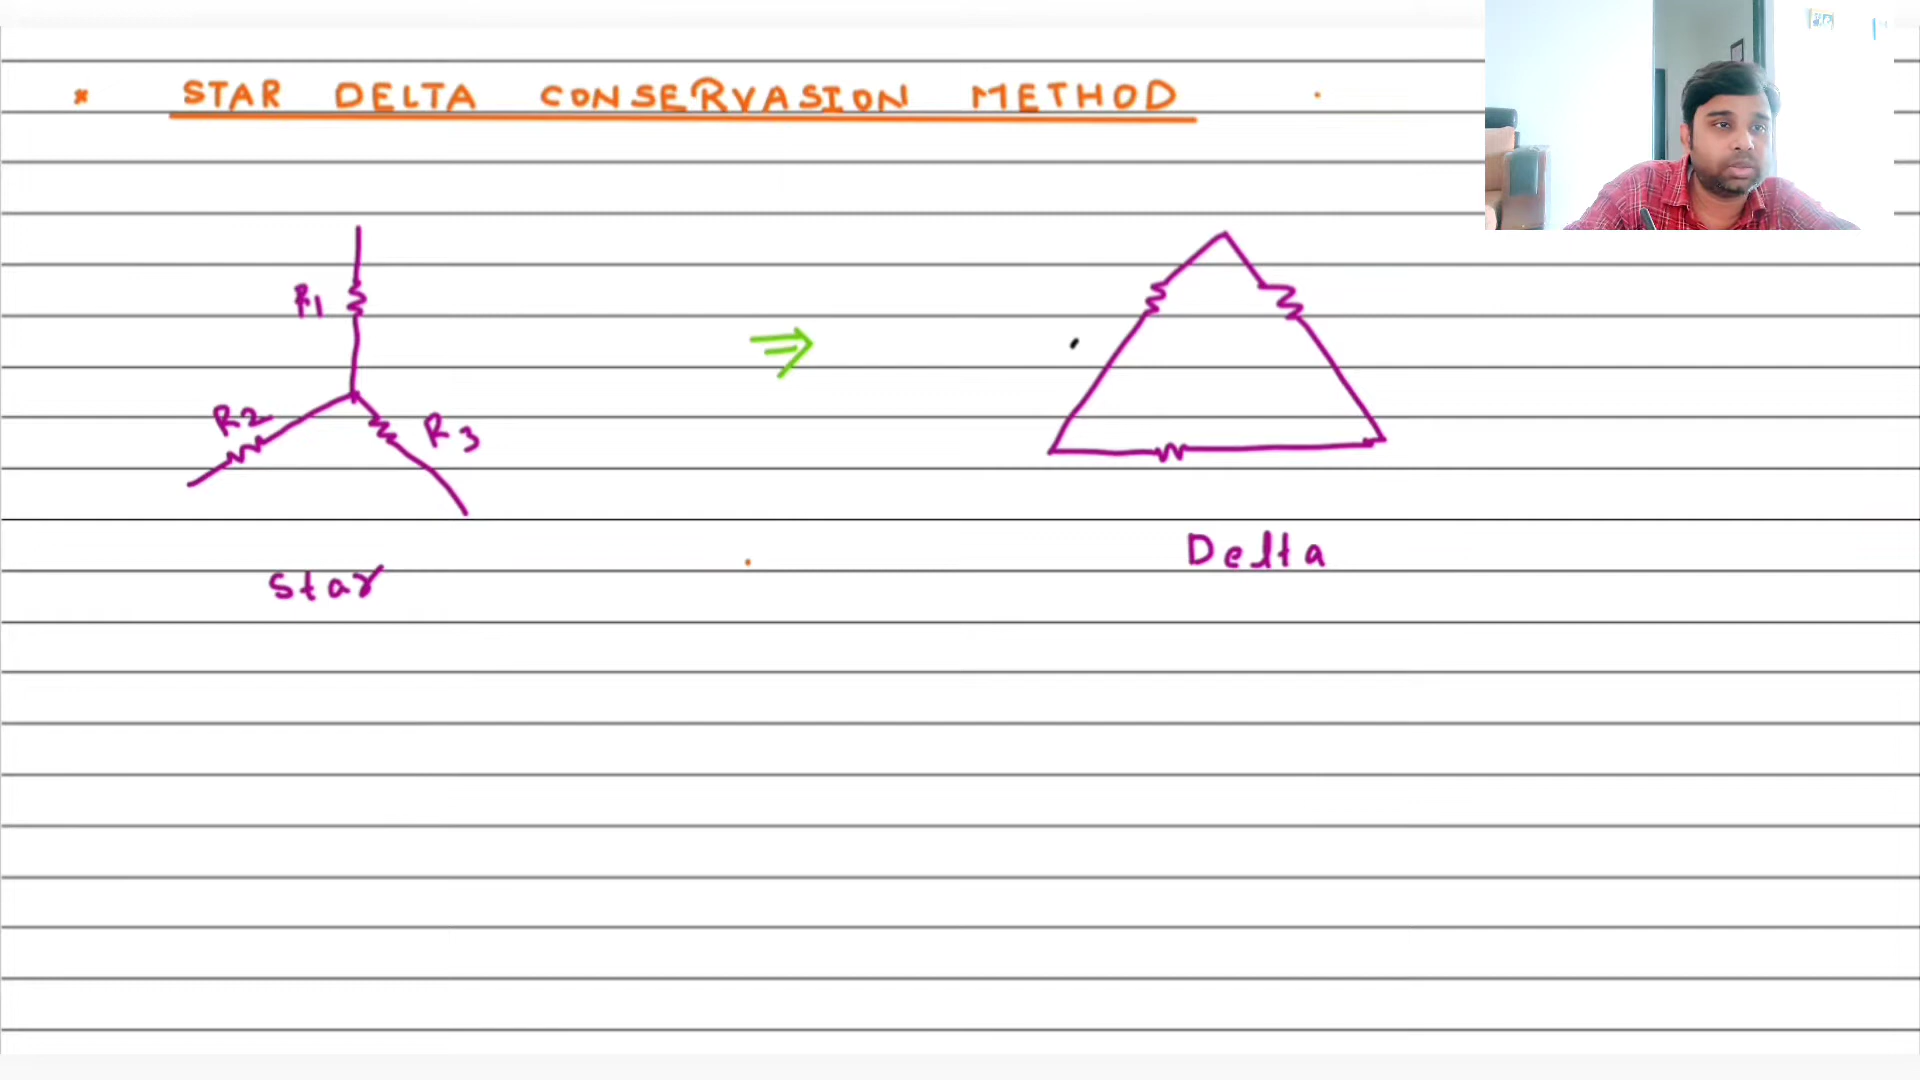 * STAR DELTA CONSERVASION METHOD
R1
R2
R3
Delta
Star